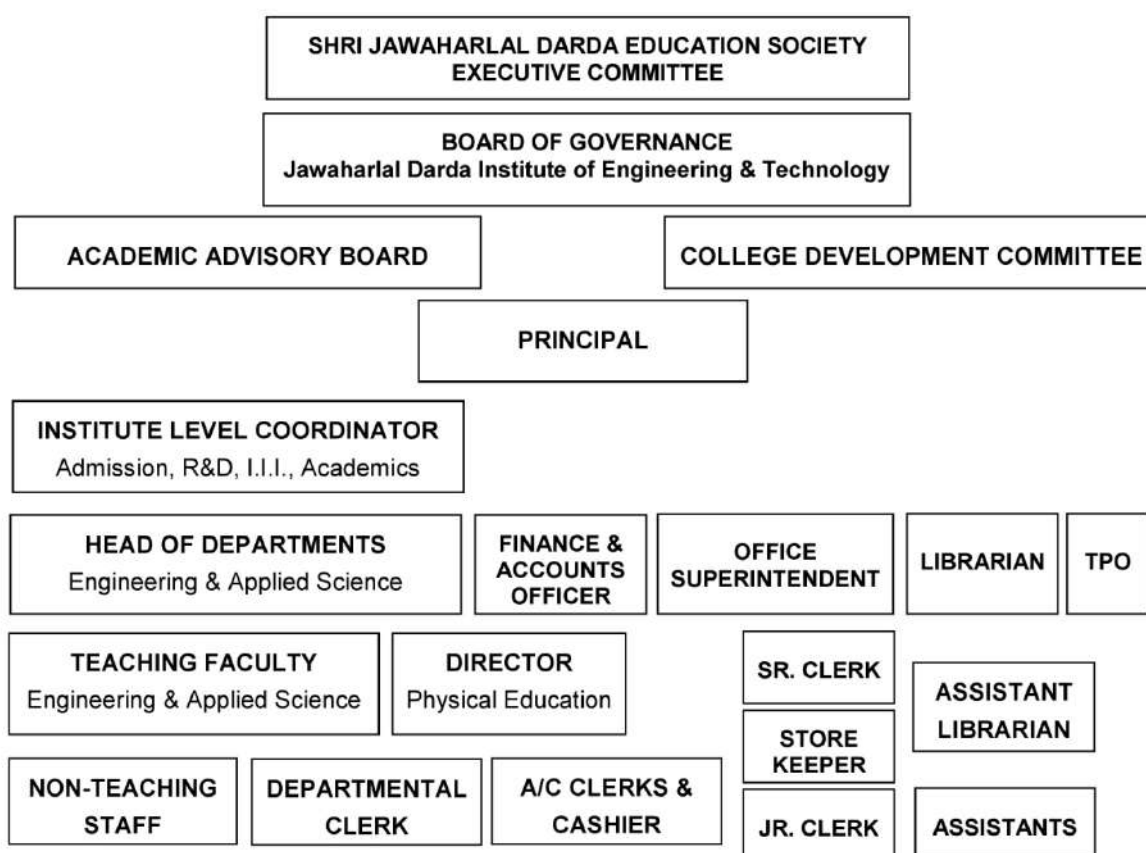 SHRI JAWAHARLAL DARDA EDUCATION SOCIETY
EXECUTIVE COMMITTEE
BOARD OF GOVERNANCE
Jawaharlal Darda Institute of Engineering & Technology
ACADEMIC ADVISORY BOARD
COLLEGE DEVELOPMENT COMMITTEE
PRINCIPAL
INSTITUTE LEVEL COORDINATOR
Admission, R&D, I.I.I., Academics
HEAD OF DEPARTMENTS
Engineering & Applied Science
FINANCE &
ACCOUNTS
OFFICER
OFFICE
SUPERINTENDENT
LIBRARIAN
TPO
TEACHING FACULTY
Engineering & Applied Science
DIRECTOR
Physical Education
SR. CLERK
ASSISTANT
LIBRARIAN
STORE
KEEPER
NON-TEACHING
STAFF
DEPARTMENTAL
CLERK
A/C CLERKS &
CASHIER
JR. CLERK
ASSISTANTS